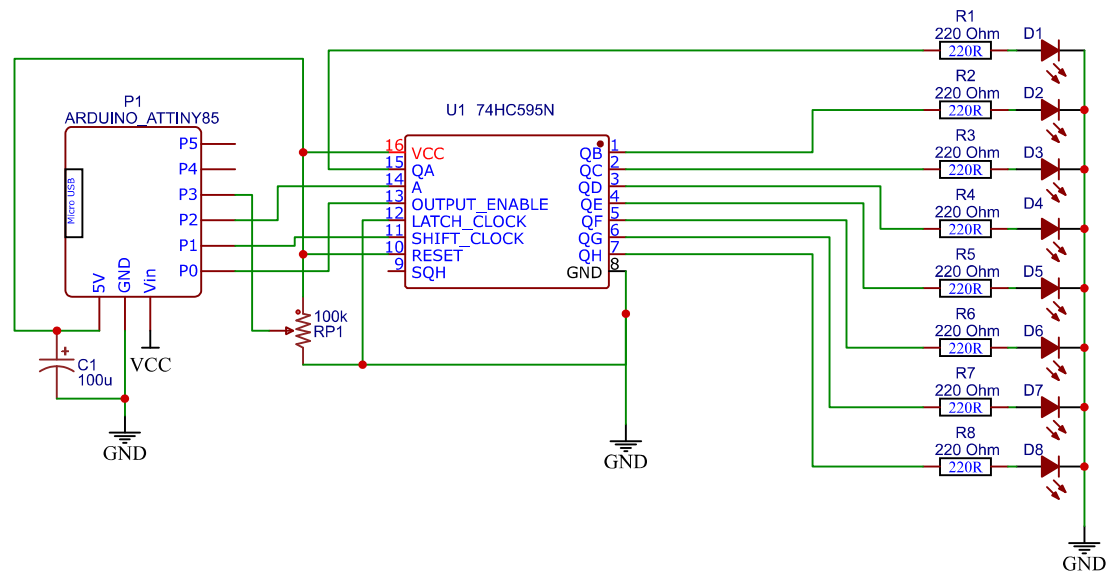 P1
ARDUINO_ATTINY85
P5
P4
P3
P2
P1
P0
Micro USB
5V
GND
Vin
VCC
C1
100u
GND
100k
RP1
U1 74HC595N
16 VCC
15 QA
14 A
13 OUTPUT_ENABLE
12 LATCH_CLOCK
11 SHIFT_CLOCK
10 RESET
9 SQH
QB 1
QC 2
QD 3
QE 4
QF 5
QG 6
QH 7
GND 8
GND
R1
220 Ohm
220R
D1
R2
220 Ohm
220R
D2
R3
220 Ohm
220R
D3
R4
220 Ohm
220R
D4
R5
220 Ohm
220R
D5
R6
220 Ohm
220R
D6
R7
220 Ohm
220R
D7
R8
220 Ohm
220R
D8
GND